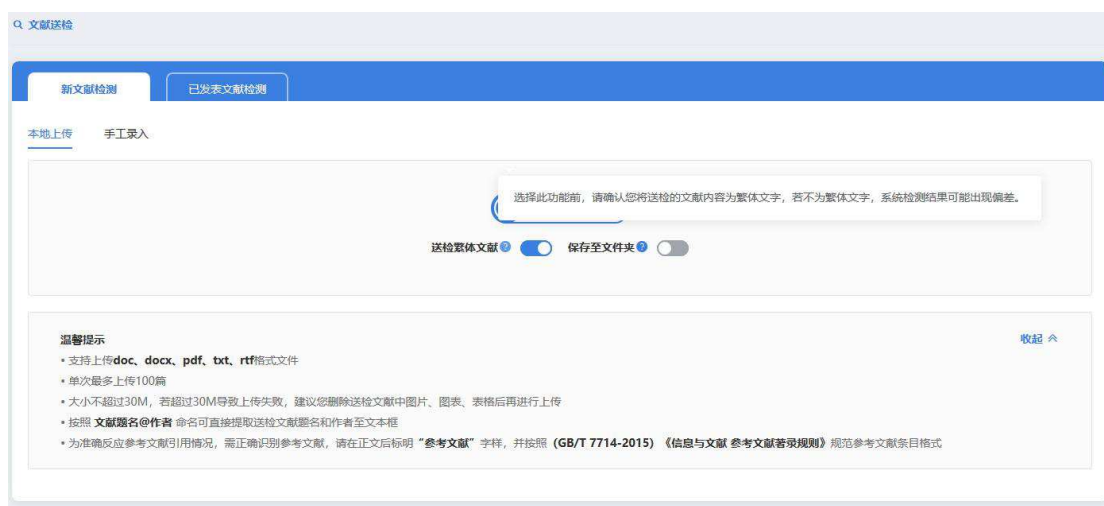 文献送检
新文献检测
已发表文献检测
本地上传
手工录入
选择此功能前，请确认您将送检的文献内容为繁体文字，若不为繁体文字，系统检测结果可能出现偏差。
送检繁体文献? 保存至文件夹?
温馨提示
收起
• 支持上传doc、docx、pdf、txt、rtf格式文件
• 单次最多上传100篇
• 大小不超过30M，若超过30M导致上传失败，建议您删除送检文献中图片、图表、表格后再进行上传
• 按照 文献题名@作者 命名可直接提取送检文献题名和作者至文本框
• 为准确反应参考文献引用情况，需正确识别参考文献，请在正文后标明“参考文献”字样，并按照（GB/T 7714-2015）《信息与文献 参考文献著录规则》规范参考文献条目格式